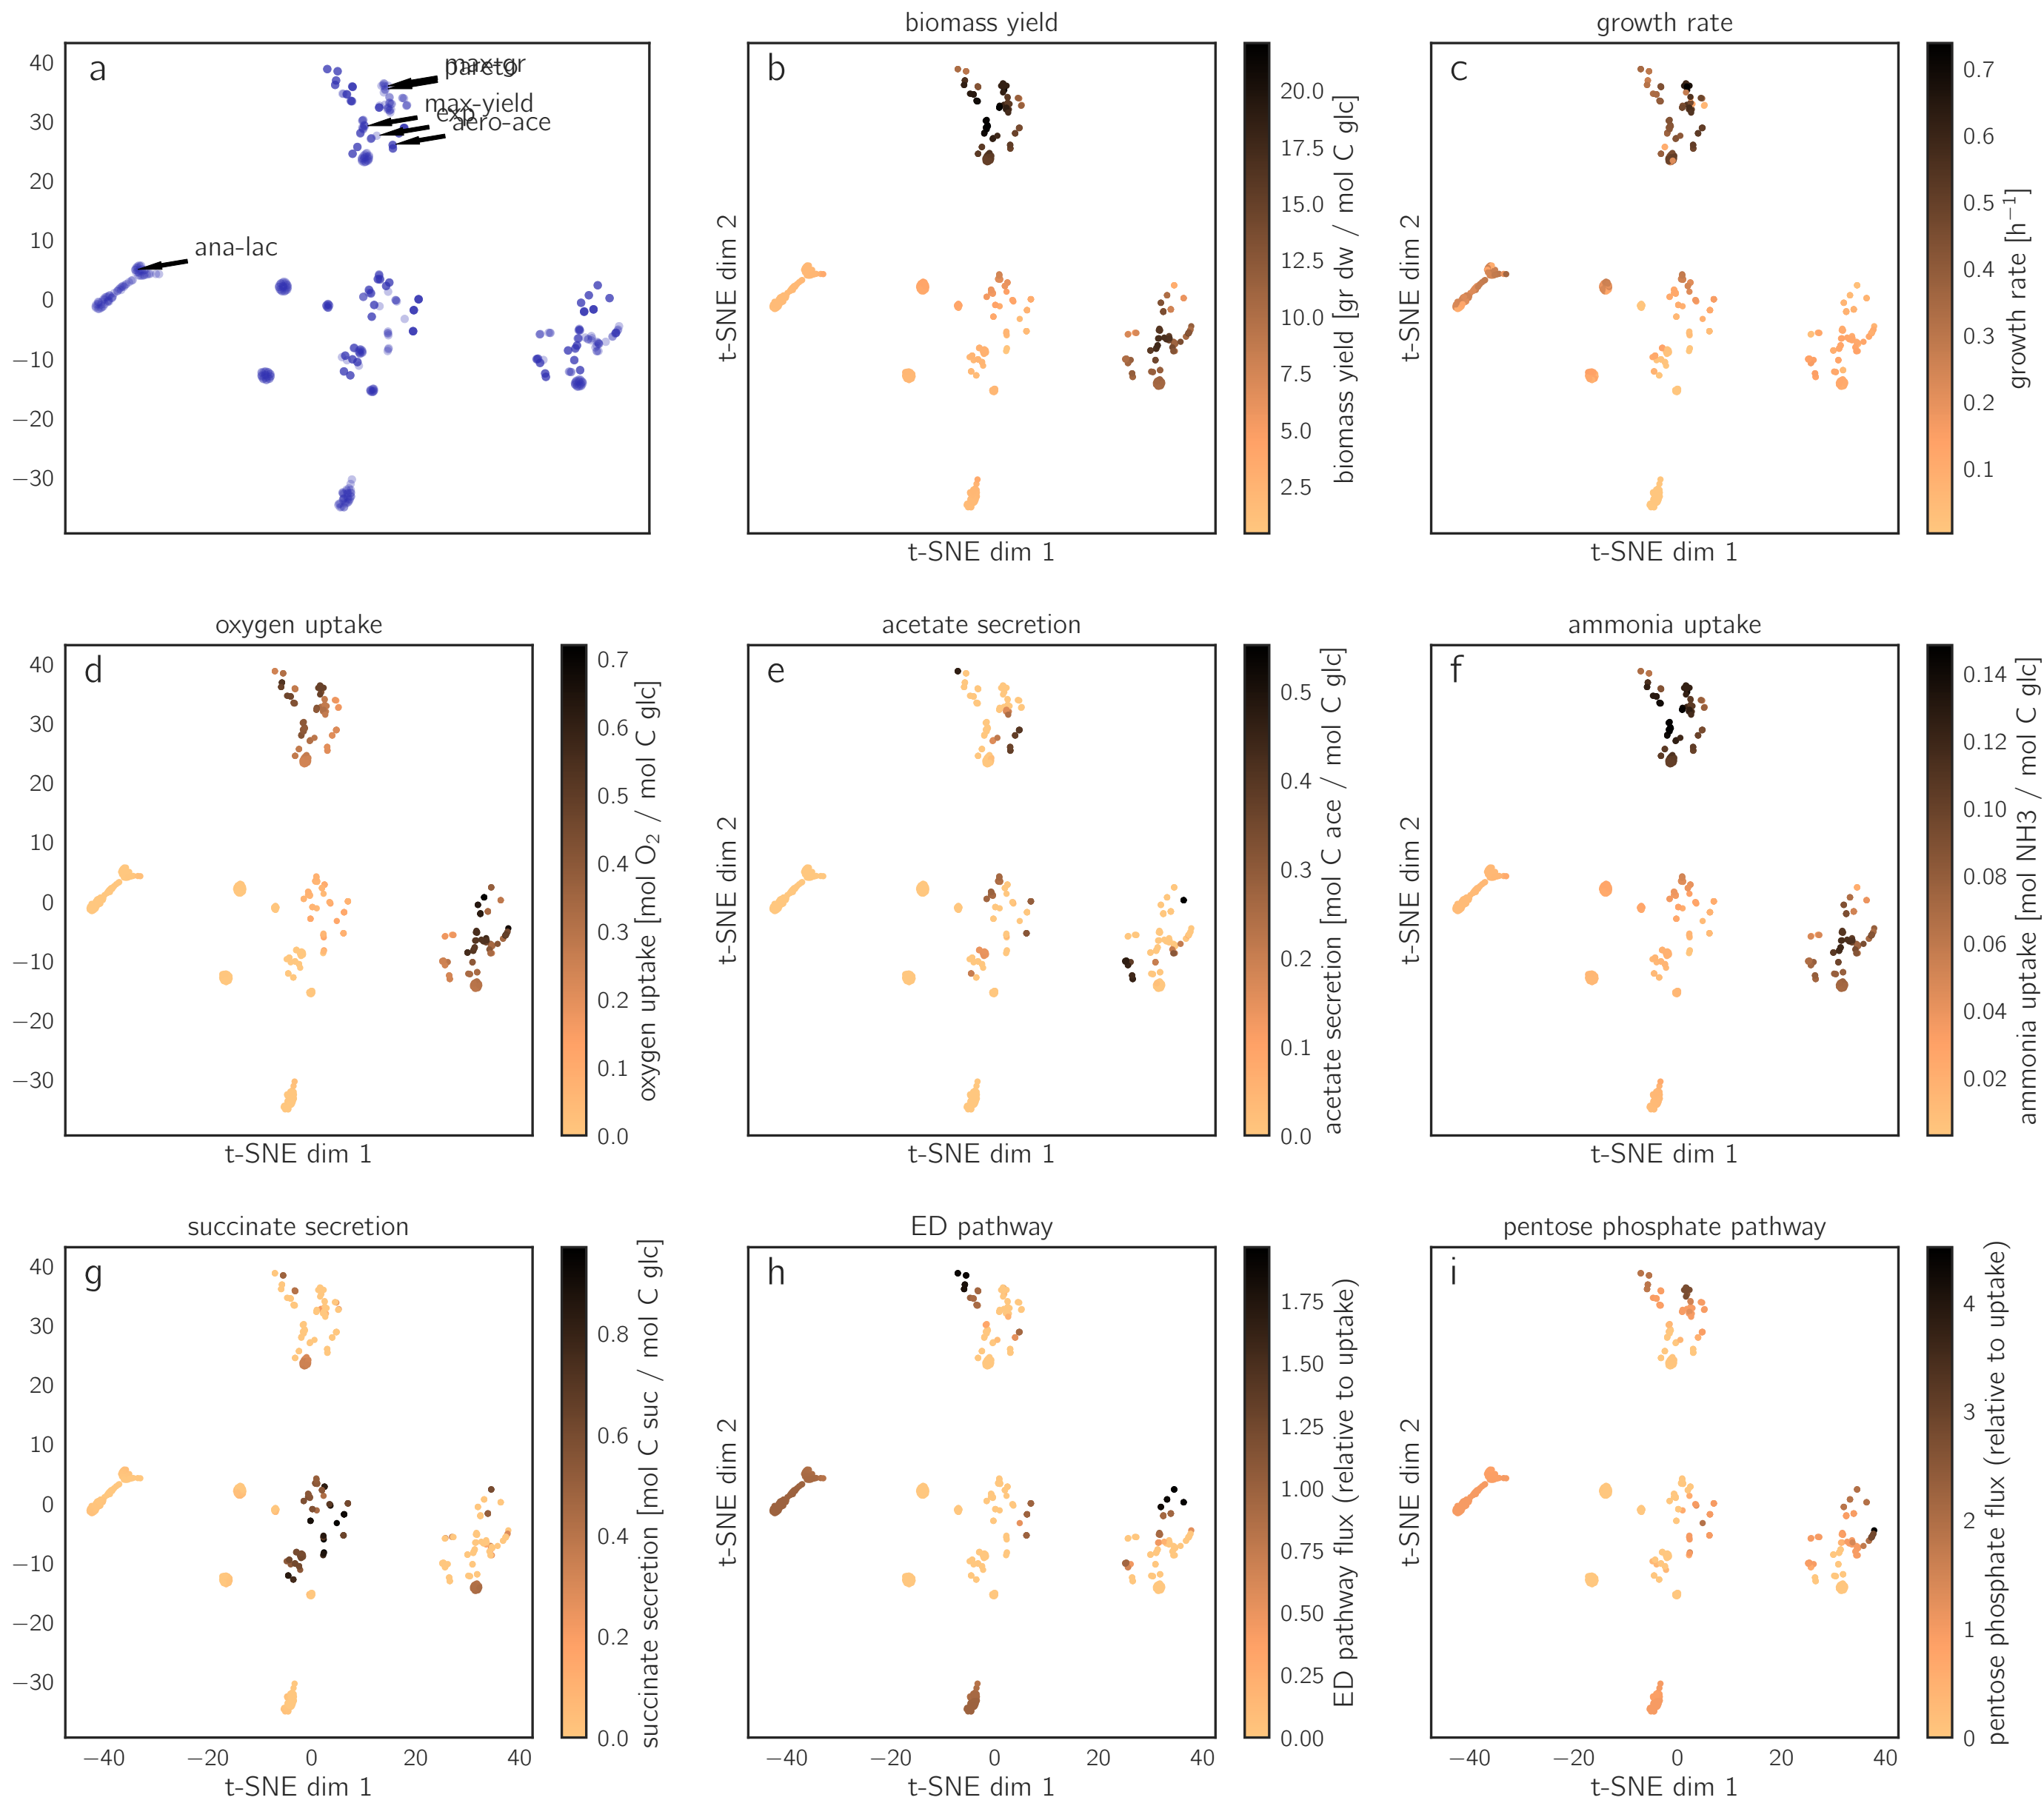 biomass yield
growth rate
a
max-gr
pareto
max-yield
exp
aero-ace
ana-lac
40
30
20
10
0
−10
−20
−30
b
t-SNE dim 2
t-SNE dim 1
20.0
17.5
15.0
12.5
10.0
7.5
5.0
2.5
biomass yield [gr dw / mol C glc]
c
t-SNE dim 2
t-SNE dim 1
0.7
0.6
0.5
0.4
0.3
0.2
0.1
growth rate [h−1]
oxygen uptake
acetate secretion
ammonia uptake
d
40
30
20
10
0
−10
−20
−30
t-SNE dim 1
0.7
0.6
0.5
0.4
0.3
0.2
0.1
0.0
oxygen uptake [mol O2 / mol C glc]
e
t-SNE dim 2
t-SNE dim 1
0.5
0.4
0.3
0.2
0.1
0.0
acetate secretion [mol C ace / mol C glc]
f
t-SNE dim 2
t-SNE dim 1
0.14
0.12
0.10
0.08
0.06
0.04
0.02
ammonia uptake [mol NH3 / mol C glc]
succinate secretion
ED pathway
pentose phosphate pathway
g
40
30
20
10
0
−10
−20
−30
−40 −20 0 20 40
t-SNE dim 1
0.8
0.6
0.4
0.2
0.0
succinate secretion [mol C suc / mol C glc]
h
t-SNE dim 2
−40 −20 0 20 40
t-SNE dim 1
1.75
1.50
1.25
1.00
0.75
0.50
0.25
0.00
ED pathway flux (relative to uptake)
i
t-SNE dim 2
−40 −20 0 20 40
t-SNE dim 1
4
3
2
1
0
pentose phosphate flux (relative to uptake)